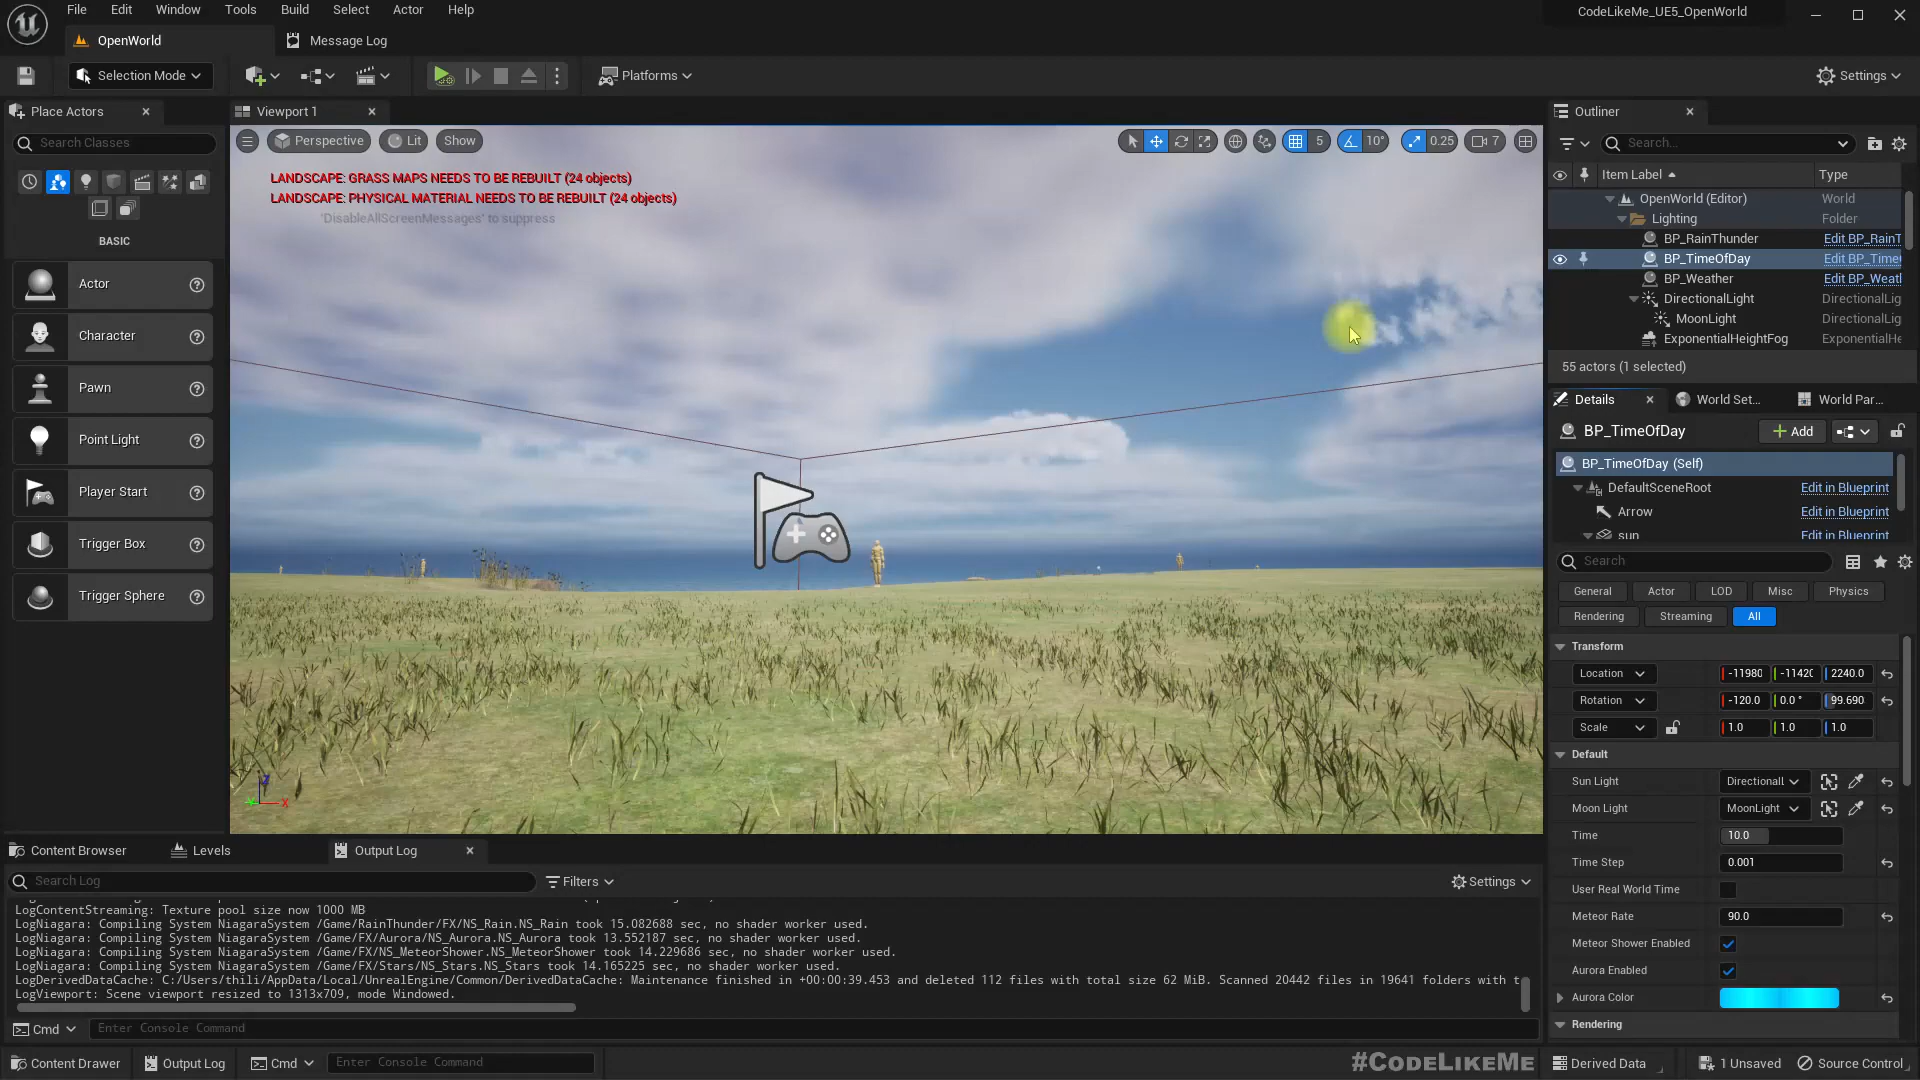 File Edit Window Tools Build Select Actor Help
CodeLikeMe_UE5_OpenWorld
OpenWorld
Message Log
Selection Mode
Platforms
Settings
Place Actors
Viewport 1
Outliner
Search Classes
Perspective
Lit
Show
5
10°
0.25
7
Search...
LANDSCAPE: GRASS MAPS NEEDS TO BE REBUILT (24 objects)
LANDSCAPE: PHYSICAL MATERIAL NEEDS TO BE REBUILT (24 objects)
'DisableAllScreenMessages' to suppress
Item Label
Type
OpenWorld (Editor) World
Lighting Folder
BP_RainThunder Edit BP_RainT
BP_TimeOfDay Edit BP_Time
BP_Weather Edit BP_Weatl
DirectionalLight DirectionalLig
MoonLight DirectionalLig
ExponentialHeightFog ExponentialHe
55 actors (1 selected)
BASIC
Actor
Character
Pawn
Point Light
Player Start
Trigger Box
Trigger Sphere
Details
World Set...
World Par...
BP_TimeOfDay
Add
BP_TimeOfDay (Self)
DefaultSceneRoot Edit in Blueprint
Arrow Edit in Blueprint
sun Edit in Blueprint
Search
General Actor LOD Misc Physics
Rendering Streaming All
Transform
Location -11980 -11420 2240.0
Rotation -120.0 0.0 ° 99.690
Scale 1.0 1.0 1.0
Default
Sun Light Directionall
Moon Light MoonLight
Time 10.0
Time Step 0.001
User Real World Time
Meteor Rate 90.0
Meteor Shower Enabled
Aurora Enabled
Aurora Color
Rendering
Content Browser
Levels
Output Log
Search Log
Filters
Settings
LogContentStreaming: Texture pool size now 1000 MB
LogNiagara: Compiling System NiagaraSystem /Game/RainThunder/FX/NS_Rain.NS_Rain took 15.082688 sec, no shader worker used.
LogNiagara: Compiling System NiagaraSystem /Game/FX/Aurora/NS_Aurora.NS_Aurora took 13.552187 sec, no shader worker used.
LogNiagara: Compiling System NiagaraSystem /Game/FX/MeteorShower/NS_MeteorShower.NS_MeteorShower took 14.229686 sec, no shader worker used.
LogNiagara: Compiling System NiagaraSystem /Game/FX/Stars/NS_Stars.NS_Stars took 14.165225 sec, no shader worker used.
LogDerivedDataCache: C:/Users/thili/AppData/Local/UnrealEngine/Common/DerivedDataCache: Maintenance finished in +00:00:39.453 and deleted 112 files with total size 62 MiB. Scanned 20442 files in 19641 folders with t
LogViewport: Scene viewport resized to 1313x709, mode Windowed.
Cmd
Enter Console Command
Content Drawer
Output Log
Cmd
Enter Console Command
#CodeLikeMe
Derived Data
1 Unsaved
Source Control